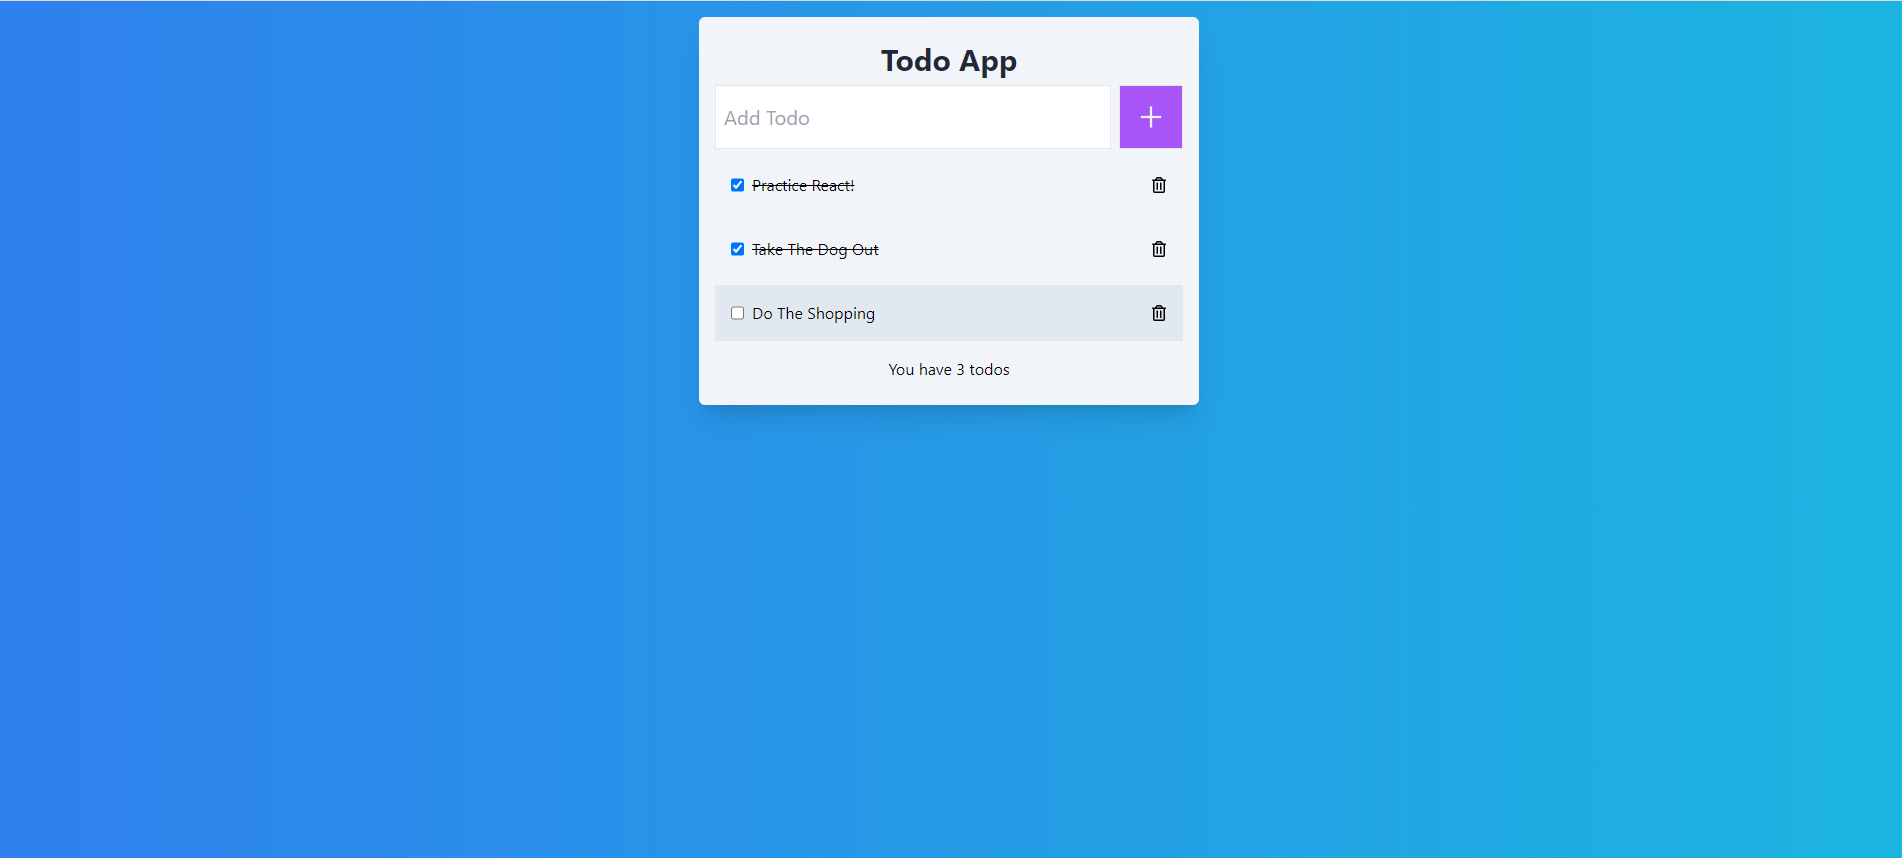 Todo App
Add Todo
Practice React!
Take The Dog Out
Do The Shopping
You have 3 todos